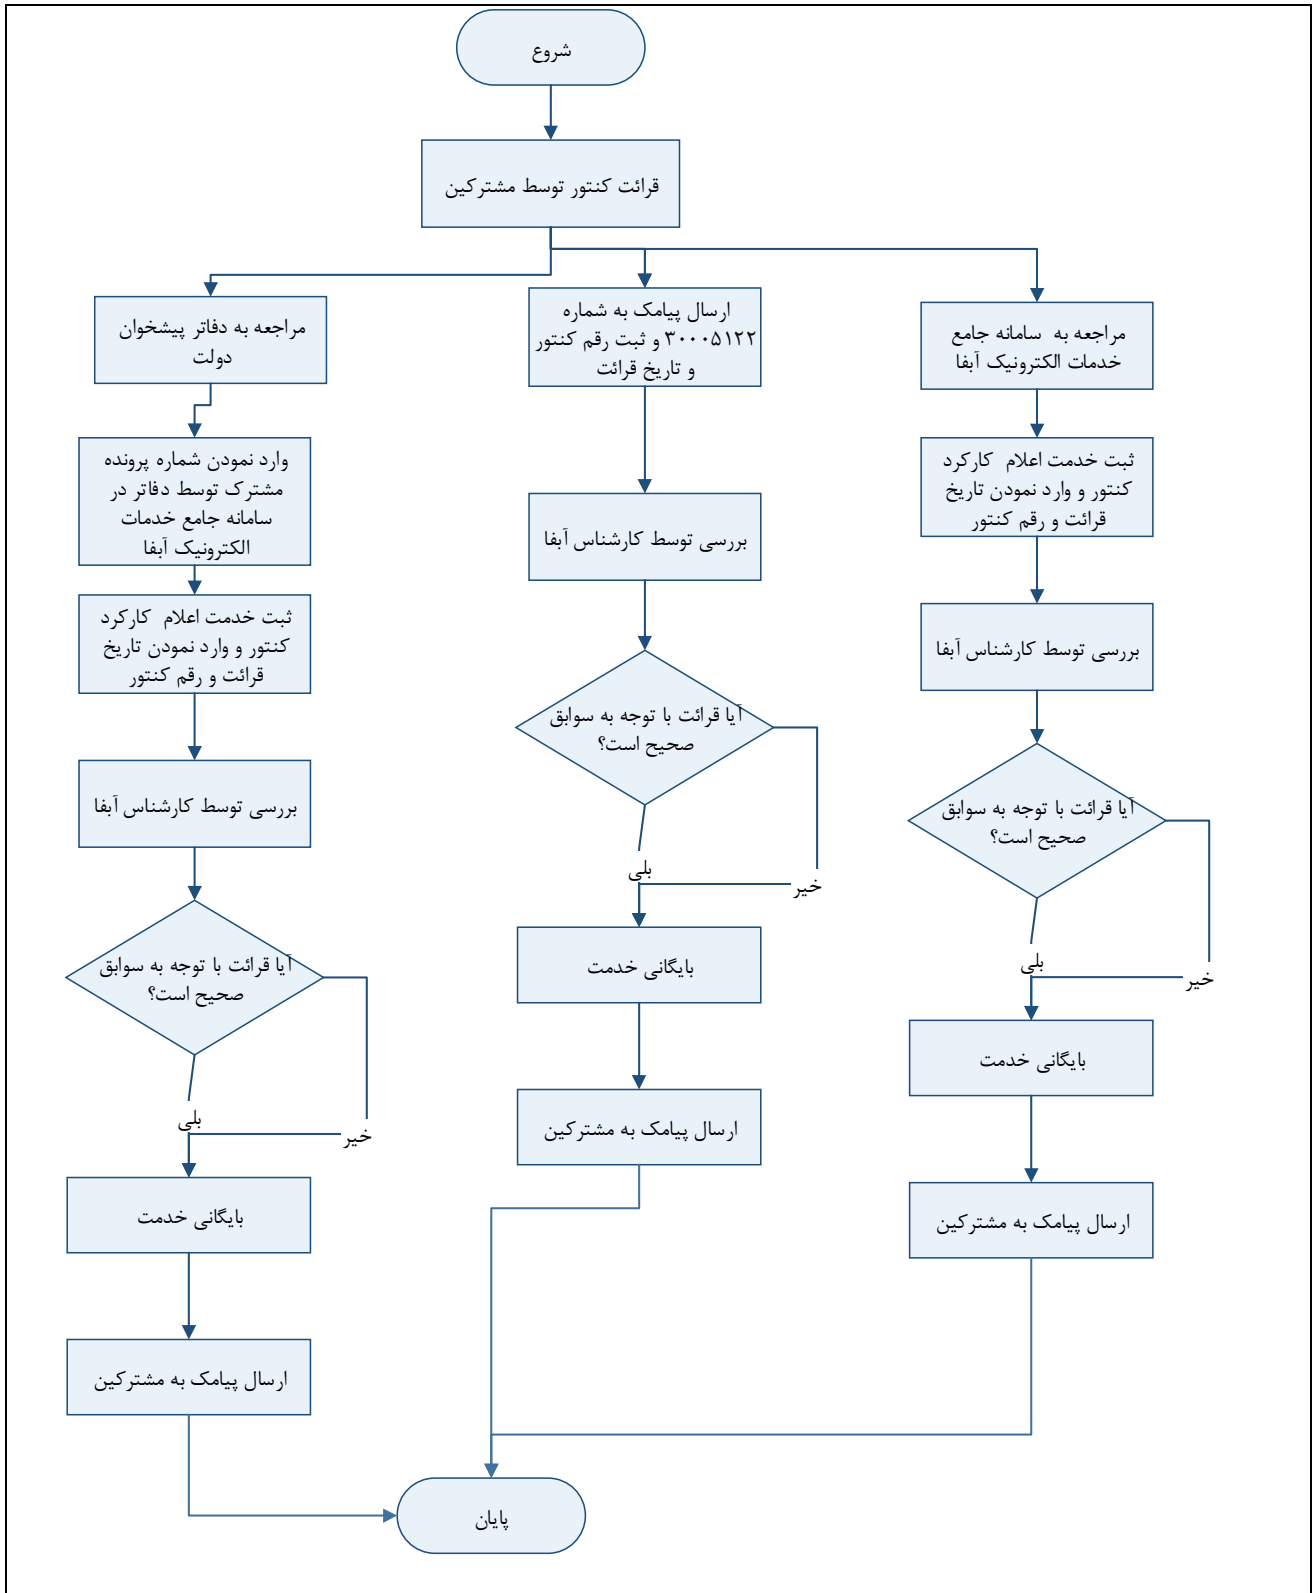 شروع
قرائت کنتور توسط مشترکین
مراجعه به سامانه جامع
خدمات الکترونیک آبفا
ثبت خدمت اعلام کارکرد
کنتور و وارد نمودن تاریخ
قرائت و رقم کنتور
بررسی توسط کارشناس آبفا
آیا قرائت با توجه به سوابق
صحیح است؟
بلی
خیر
بایگانی خدمت
ارسال پیامک به مشترکین
ارسال پیامک به شماره
۳۰۰۰۵۱۲۲ و ثبت رقم کنتور
و تاریخ قرائت
بررسی توسط کارشناس آبفا
آیا قرائت با توجه به سوابق
صحیح است؟
بلی
خیر
بایگانی خدمت
ارسال پیامک به مشترکین
مراجعه به دفاتر پیشخوان
دولت
وارد نمودن شماره پرونده
مشترک توسط دفاتر در
سامانه جامع خدمات
الکترونیک آبفا
ثبت خدمت اعلام کارکرد
کنتور و وارد نمودن تاریخ
قرائت و رقم کنتور
بررسی توسط کارشناس آبفا
آیا قرائت با توجه به سوابق
صحیح است؟
بلی
خیر
بایگانی خدمت
ارسال پیامک به مشترکین
پایان